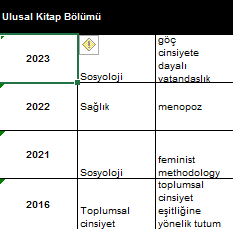 Ulusal Kitap Bölümü
2023
Sosyoloji
göç
cinsiyete
dayalı
vatandaşlık
2022
Sağlık
menopoz
2021
Sosyoloji
feminist
methodology
2016
Toplumsal
cinsiyet
toplumsal
cinsiyet
eşitliğine
yönelik tutum